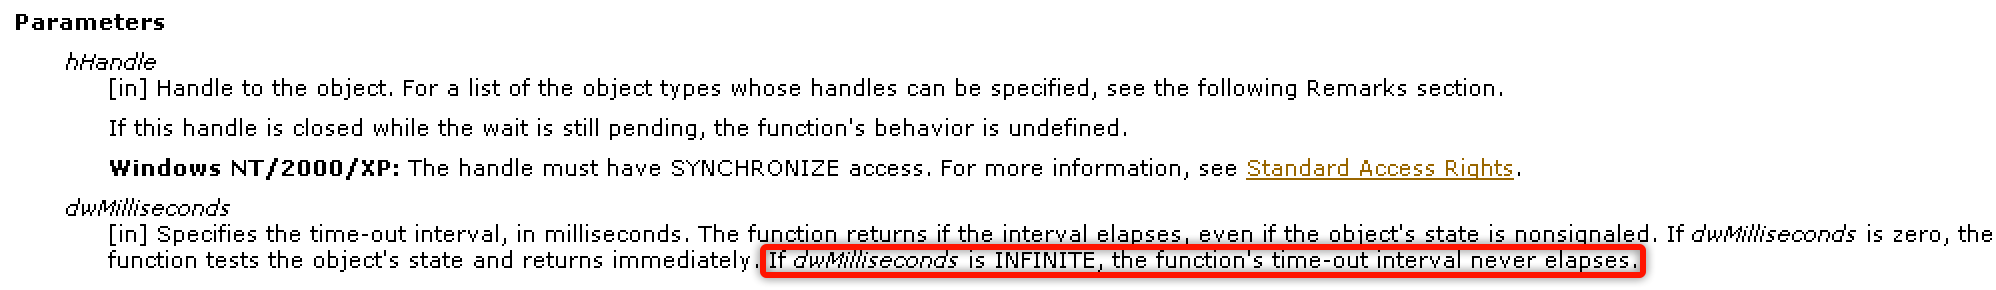 Parameters
hHandle
[in] Handle to the object. For a list of the object types whose handles can be specified, see the following Remarks section.
If this handle is closed while the wait is still pending, the function's behavior is undefined.
Windows NT/2000/XP: The handle must have SYNCHRONIZE access. For more information, see Standard Access Rights.
dwMilliseconds
[in] Specifies the time-out interval, in milliseconds. The function returns if the interval elapses, even if the object's state is nonsignaled. If dwMilliseconds is zero, the
function tests the object's state and returns immediately. If dwMilliseconds is INFINITE, the function's time-out interval never elapses.